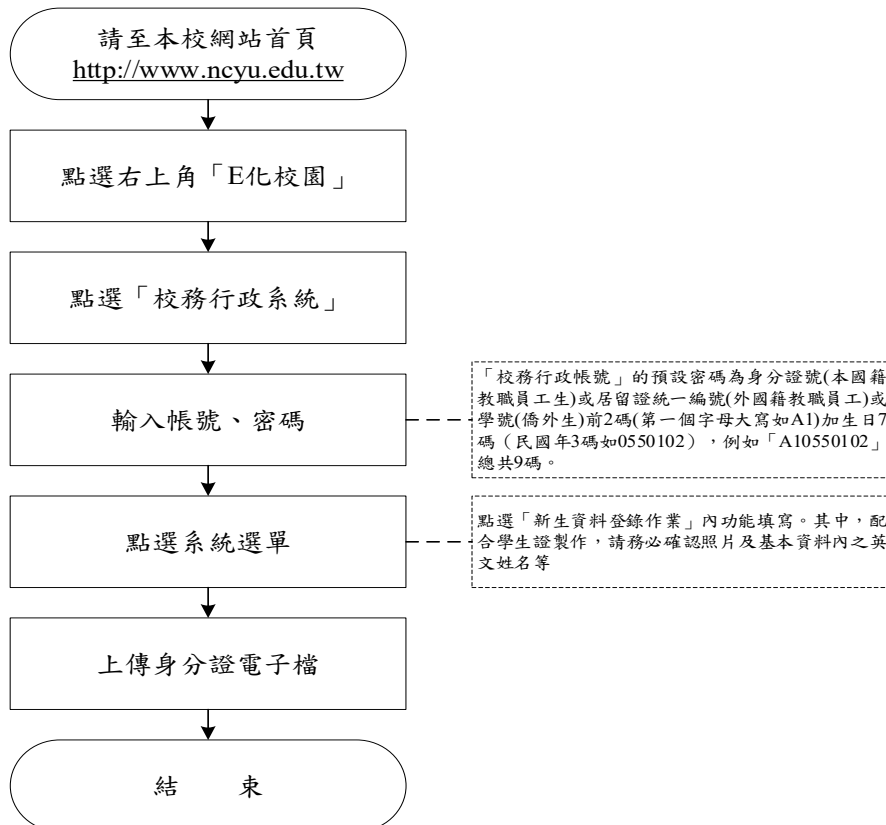 請至本校網站首頁
http://www.ncyu.edu.tw
點選右上角「E化校園」
點選「校務行政系統」
輸入帳號、密碼
「校務行政帳號」的預設密碼為身分證號(本國籍
教職員工生)或居留證統一編號(外國籍教職員工)或
學號(僑外生)前2碼(第一個字母大寫如A1)加生日7
碼（民國年3碼如0550102），例如「A10550102」
總共9碼。
點選系統選單
點選「新生資料登錄作業」內功能填寫。其中，配
合學生證製作，請務必確認照片及基本資料內之英
文姓名等
上傳身分證電子檔
結　　束